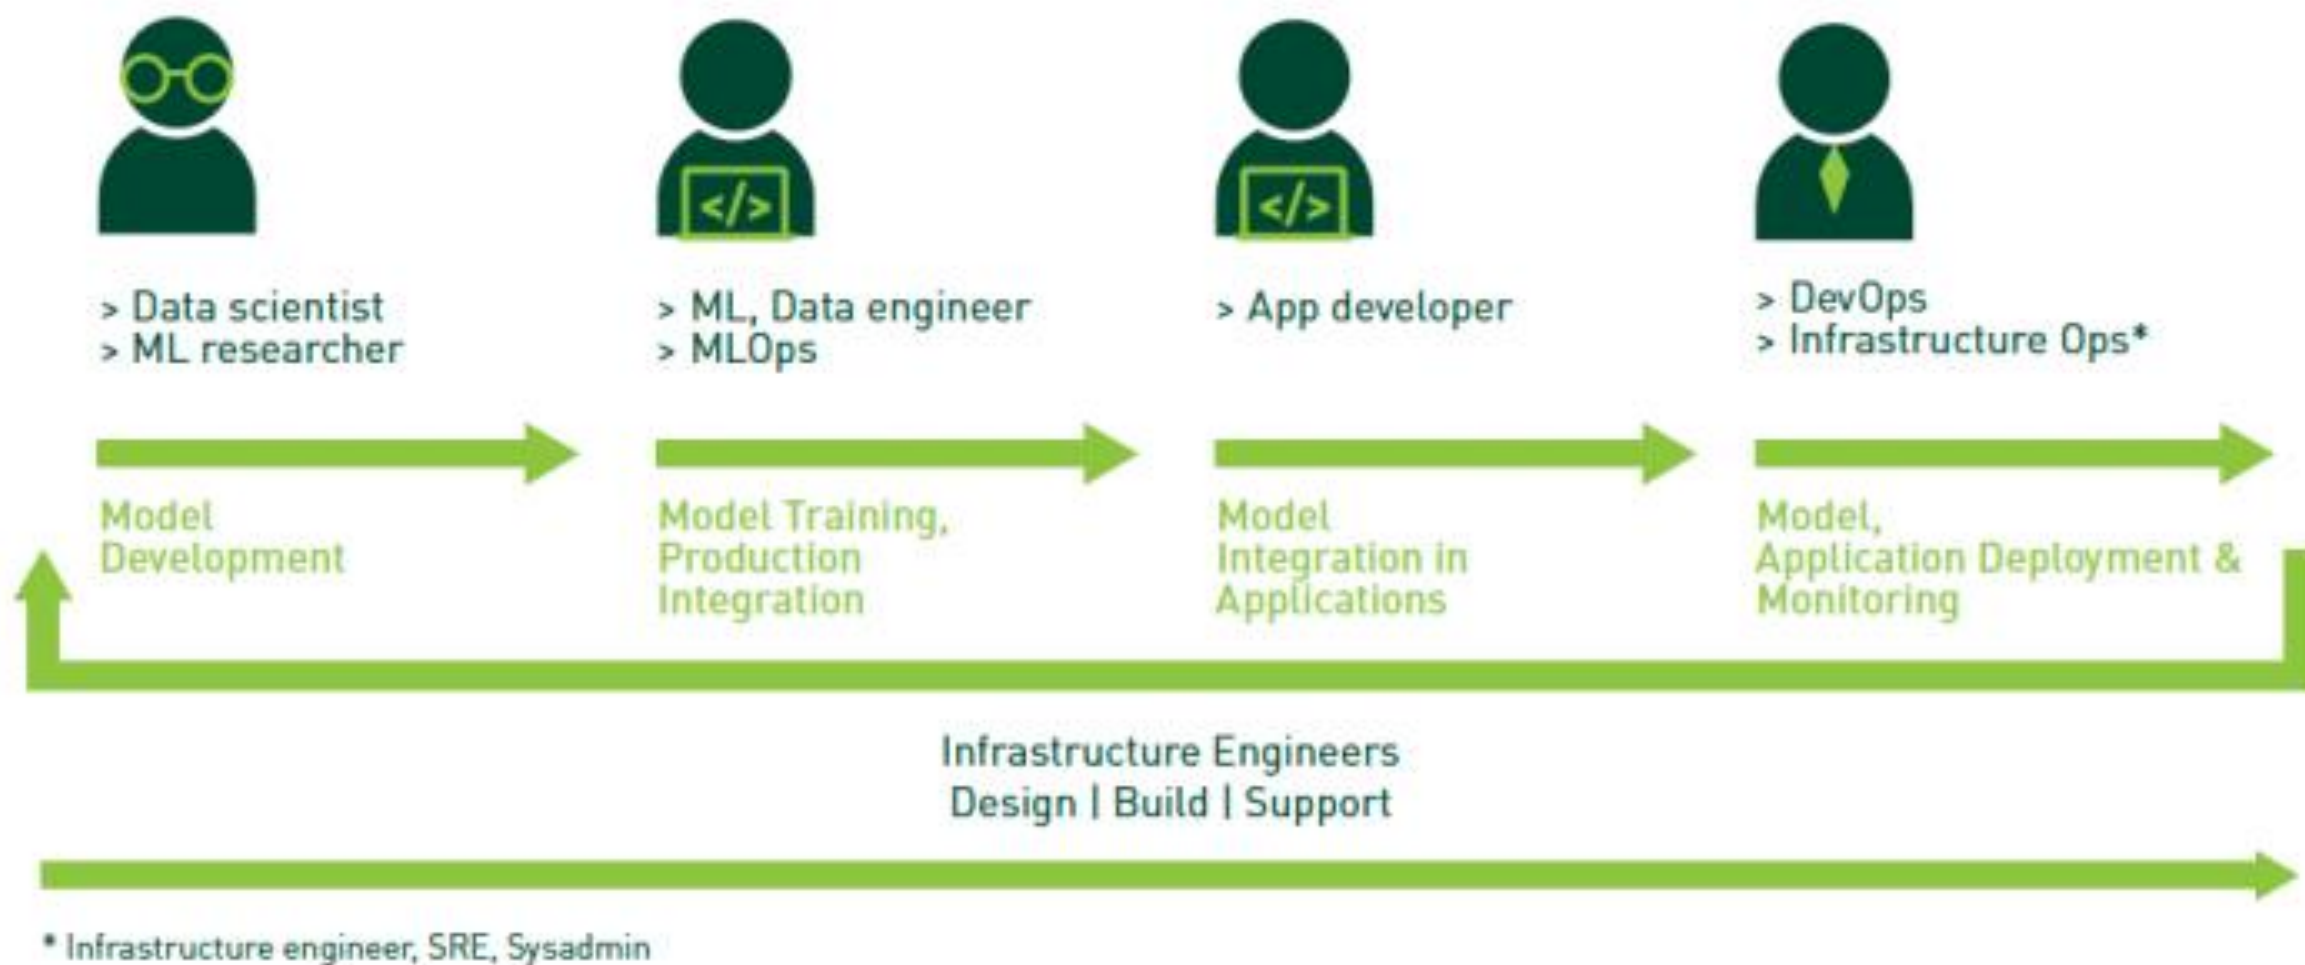 </>
</>
> Data scientist
> ML researcher
> ML, Data engineer
> MLOps
> App developer
> DevOps
> Infrastructure Ops*
Model
Development
Model Training,
Production
Integration
Model
Integration in
Applications
Model,
Application Deployment &
Monitoring
Infrastructure Engineers
Design | Build | Support
* Infrastructure engineer, SRE, Sysadmin